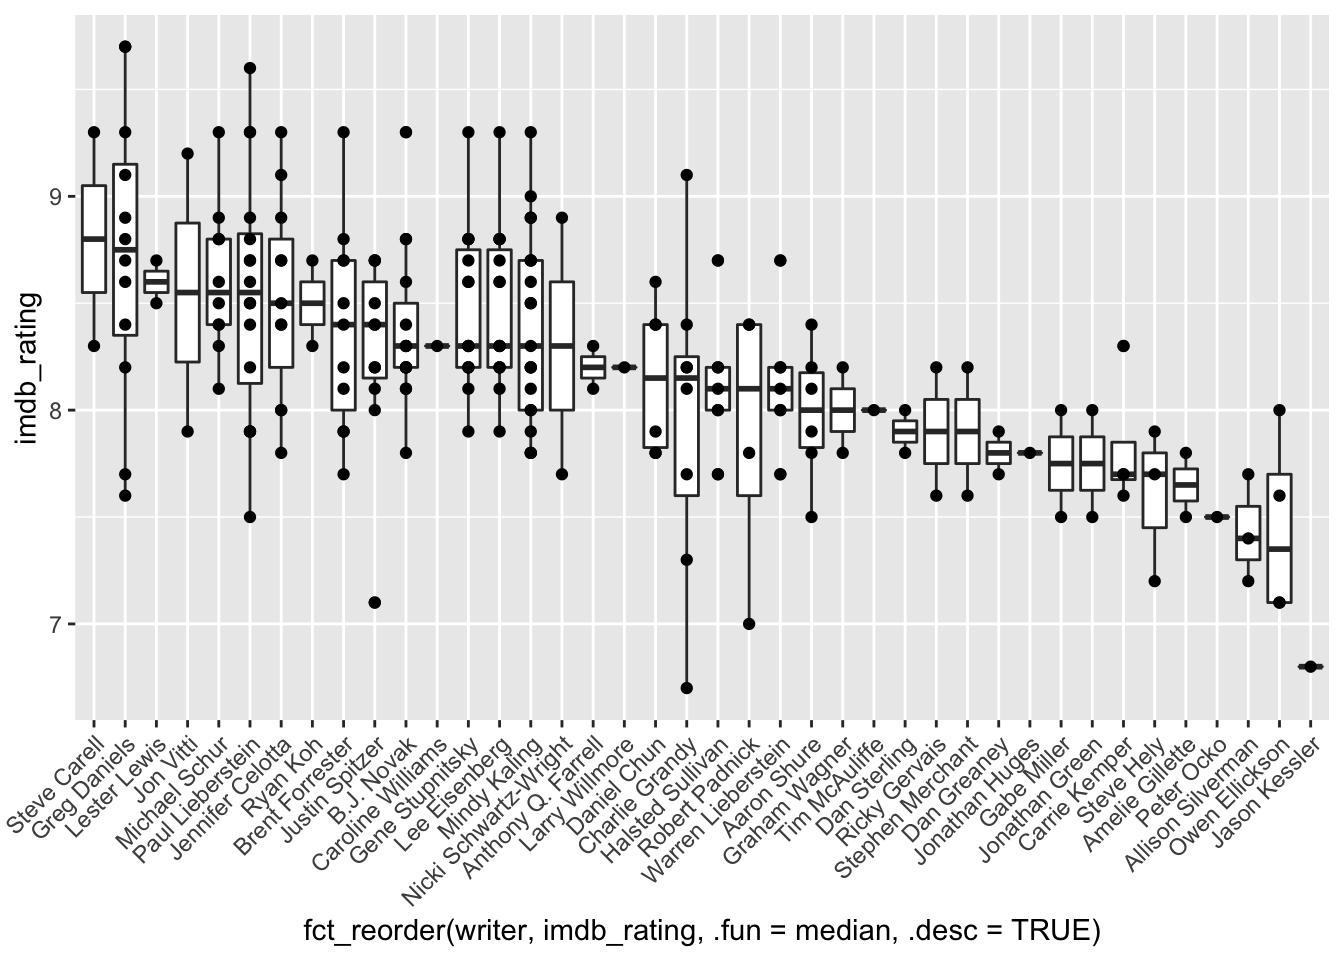 imdb_rating
9
8
7
Steve Carell
Greg Daniels
Lester Lewis
Jon Vitti
Michael Schur
Paul Lieberstein
Jennifer Celotta
Ryan Koh
Brent Forrester
Justin Spitzer
B.J. Novak
Caroline Williams
Gene Stupnitsky
Lee Eisenberg
Mindy Kaling
Nicki Schwartz-Wright
Anthony Q. Farrell
Larry Willmore
Daniel Chun
Charlie Grandy
Halsted Sullivan
Robert Padnick
Warren Lieberstein
Aaron Shure
Graham Wagner
Tim McAuliffe
Dan Sterling
Ricky Gervais
Stephen Merchant
Dan Greaney
Jonathan Huges
Gabe Miller
Jonathan Green
Carrie Kemper
Steve Hely
Amelie Gillette
Peter Ocko
Allison Silverman
Owen Ellickson
Jason Kessler
fct_reorder(writer, imdb_rating, .fun = median, .desc = TRUE)